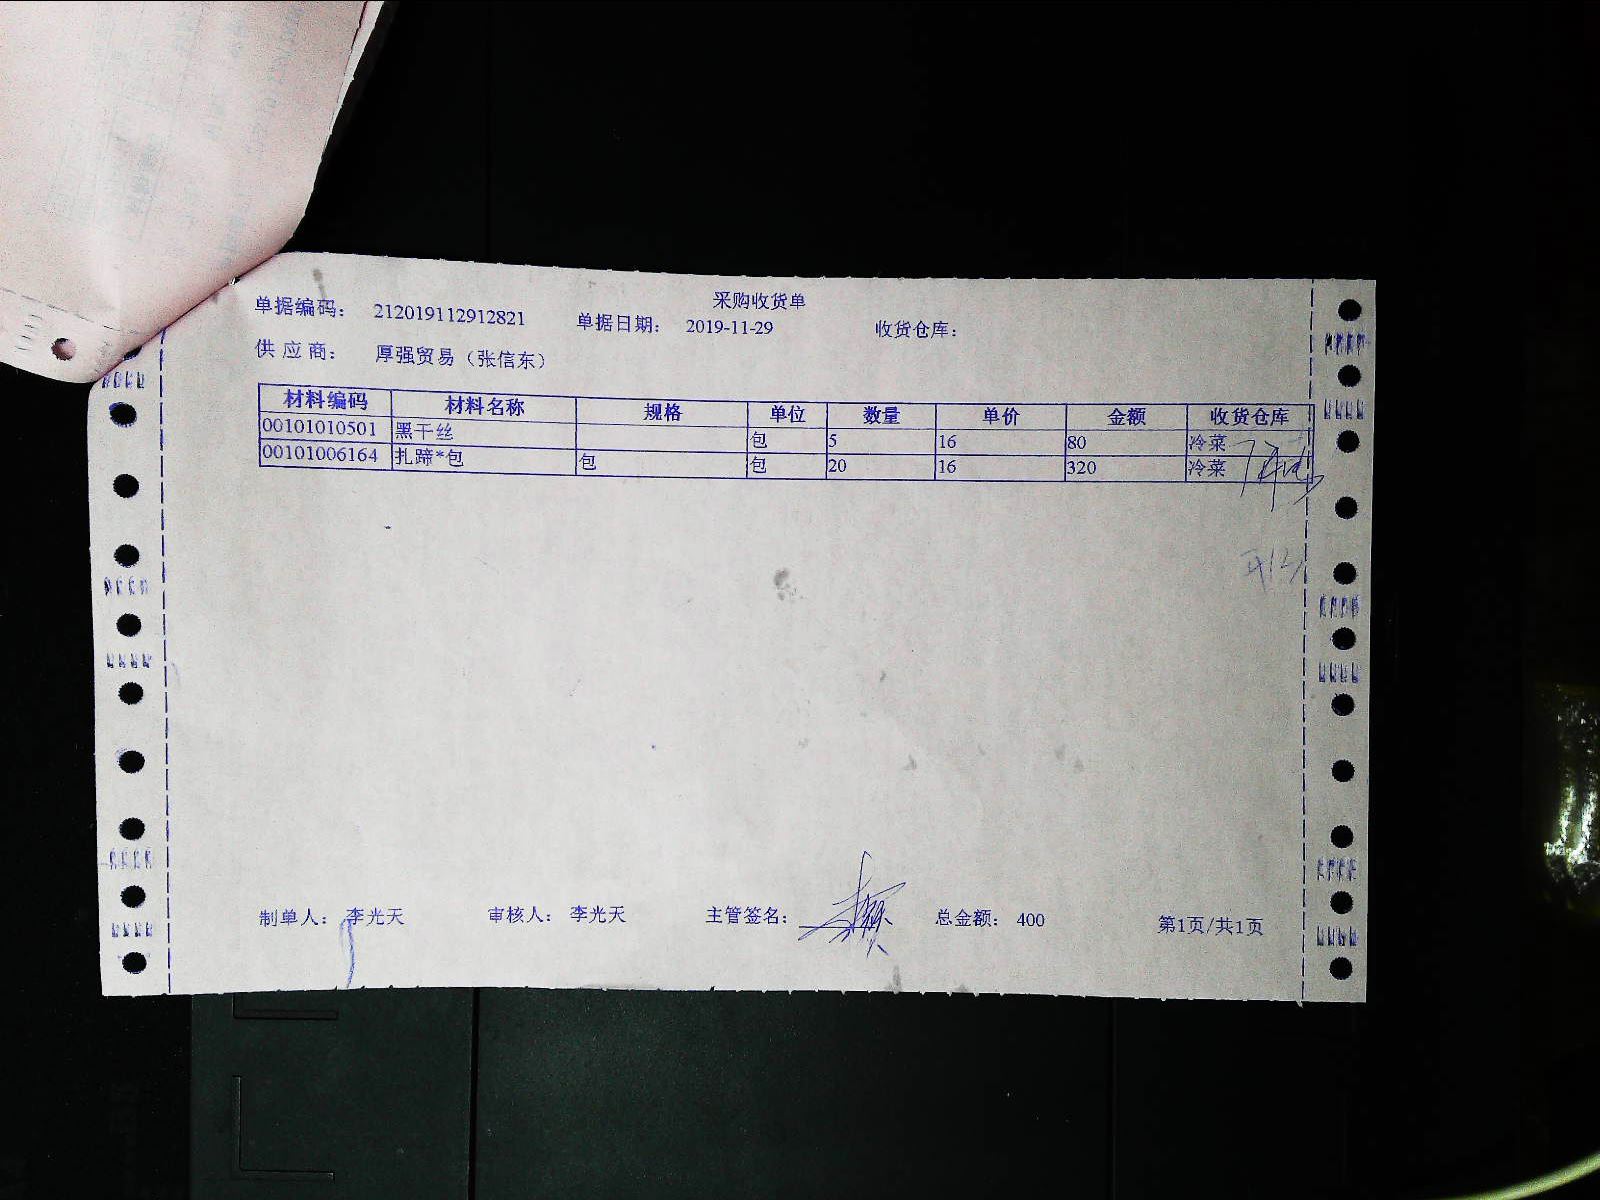 采购收货单
单据编码： 212019112912821 单据日期： 2019-11-29 收货仓库：
供 应 商： 厚强贸易（张信东）
材料编码 材料名称 规格 单位 数量 单价 金额 收货仓库
00101010501 黑干丝 包 5 16 80 冷菜
00101006164 扎蹄*包 包 包 20 16 320 冷菜
制单人： 李光天 审核人： 李光天 主管签名： 总金额： 400 第1页/共1页